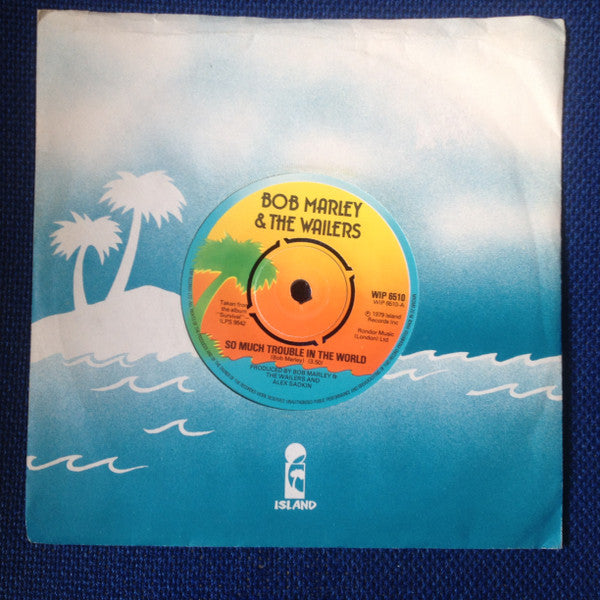 BOB MARLEY
& THE WAILERS
WIP 6510
WIP 6510-A
Taken from
the album
"Survival" –
ILPS 9542
℗ 1979 Island
Records Inc
Rondor Music
(London) Ltd
SO MUCH TROUBLE IN THE WORLD
(Bob Marley) (3.50)
PRODUCED BY BOB MARLEY &
THE WAILERS AND
ALEX SADKIN
ISLAND